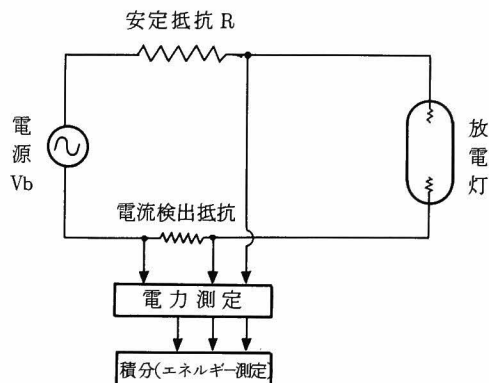 安定抵抗 R
電源 Vb
放電灯
電流検出抵抗
電力測定
積分(エネルギー測定)